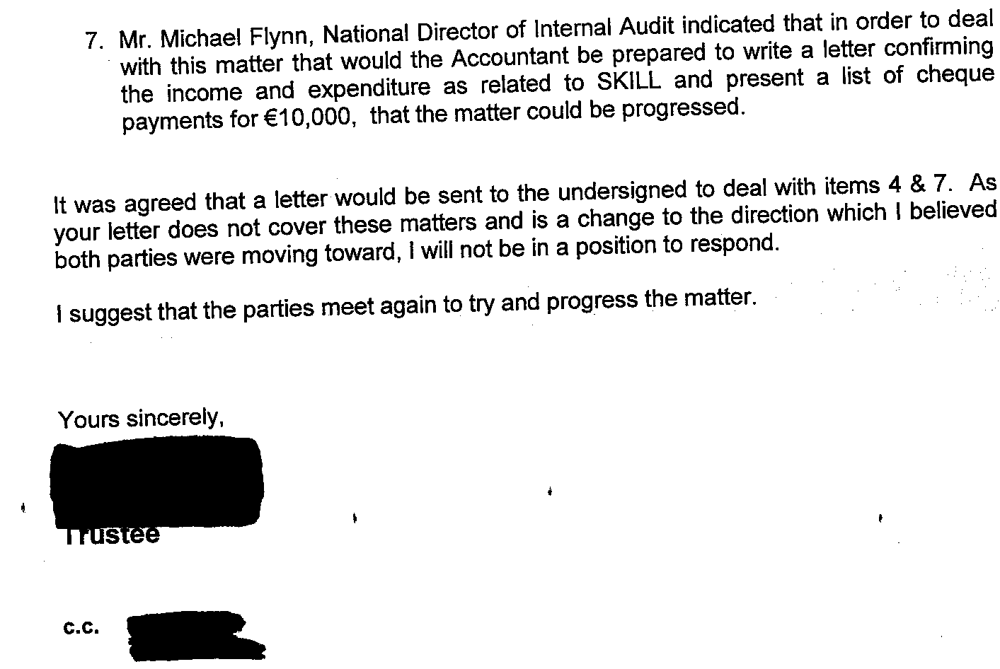 7. Mr. Michael Flynn, National Director of Internal Audit indicated that in order to deal
with this matter that would the Accountant be prepared to write a letter confirming
the income and expenditure as related to SKILL and present a list of cheque
payments for €10,000, that the matter could be progressed.
It was agreed that a letter would be sent to the undersigned to deal with items 4 & 7. As
your letter does not cover these matters and is a change to the direction which I believed
both parties were moving toward, I will not be in a position to respond.
I suggest that the parties meet again to try and progress the matter.
Yours sincerely,
Trustee
c.c.